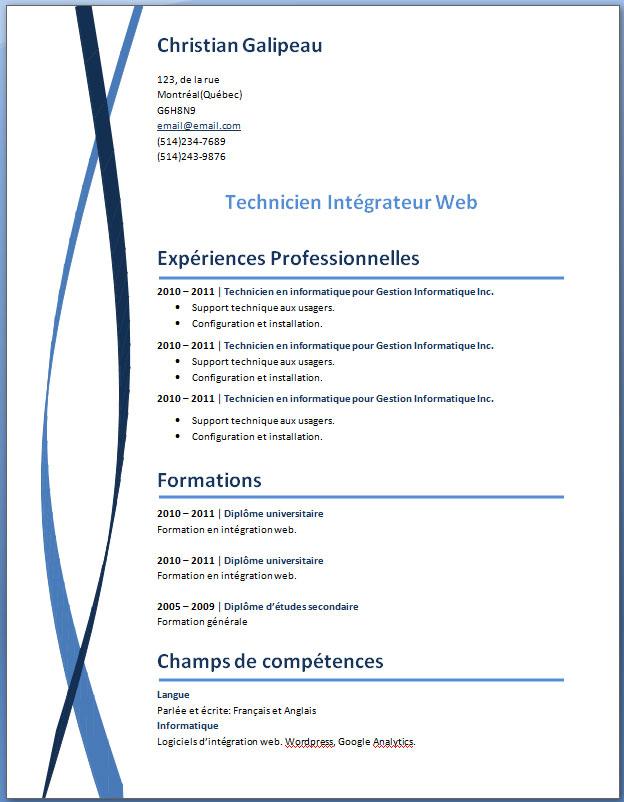 Christian Galipeau
123, de la rue
Montréal(Québec)
G6H8N9
email@email.com
(514)234-7689
(514)243-9876
Technicien Intégrateur Web
Expériences Professionnelles
2010 – 2011 | Technicien en informatique pour Gestion Informatique Inc.
• Support technique aux usagers.
• Configuration et installation.
2010 – 2011 | Technicien en informatique pour Gestion Informatique Inc.
• Support technique aux usagers.
• Configuration et installation.
2010 – 2011 | Technicien en informatique pour Gestion Informatique Inc.
• Support technique aux usagers.
• Configuration et installation.
Formations
2010 – 2011 | Diplôme universitaire
Formation en intégration web.
2010 – 2011 | Diplôme universitaire
Formation en intégration web.
2005 – 2009 | Diplôme d’études secondaire
Formation générale
Champs de compétences
Langue
Parlée et écrite: Français et Anglais
Informatique
Logiciels d’intégration web. Wordpress, Google Analytics.